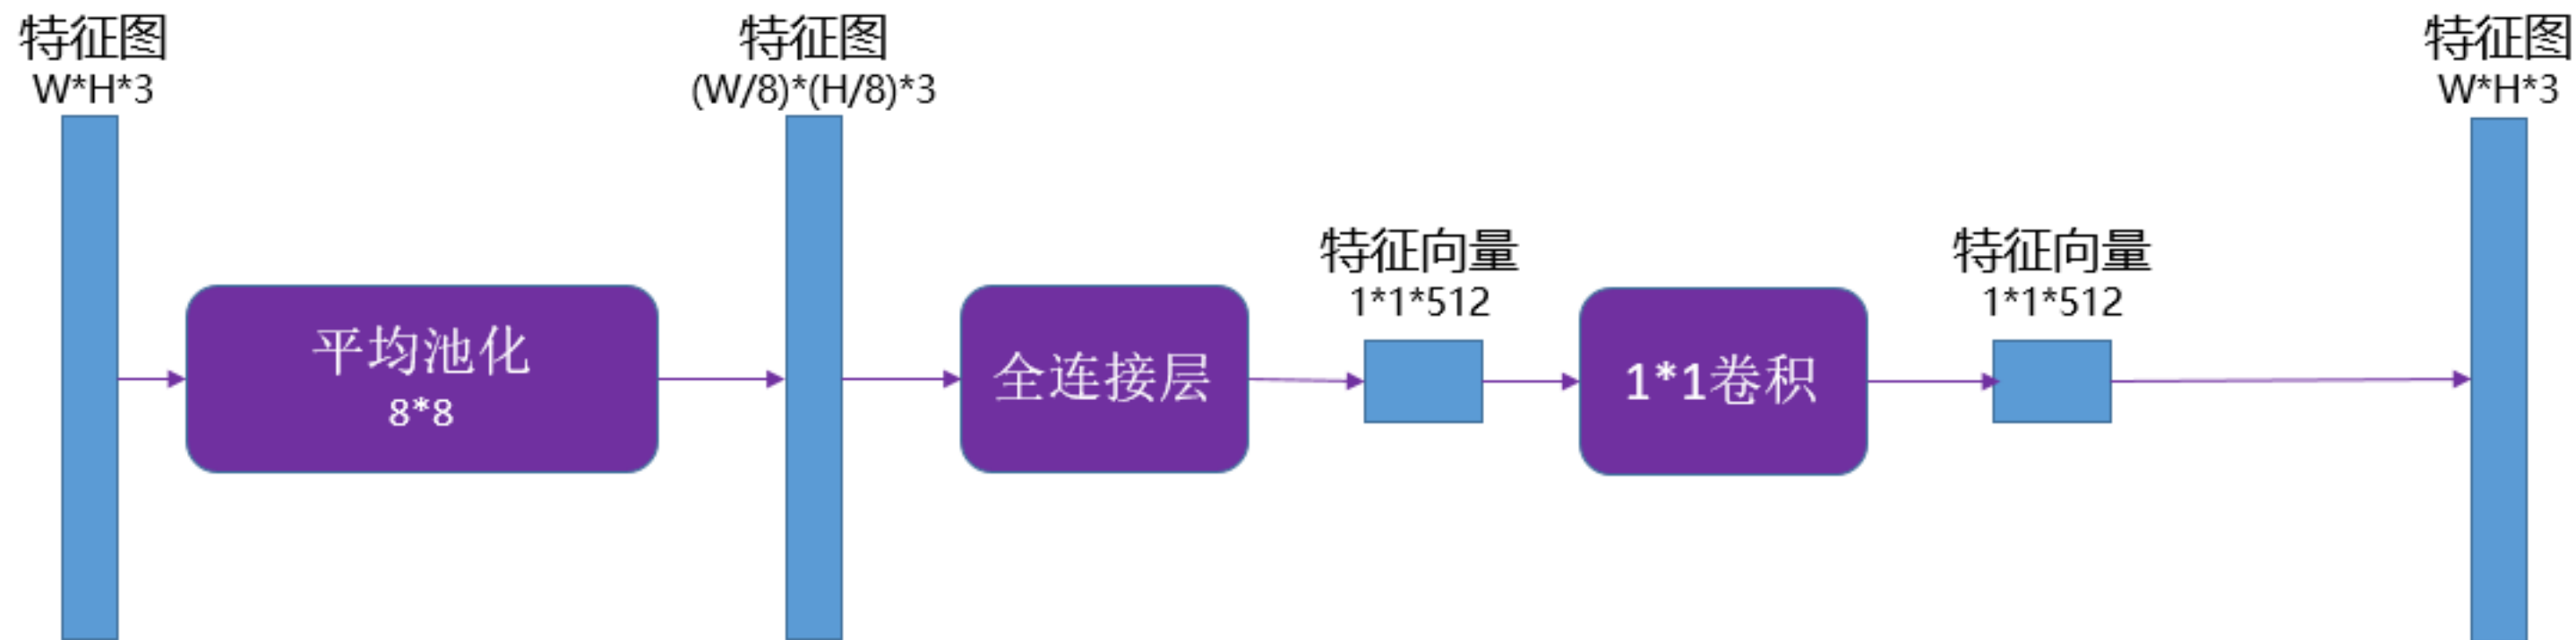 特征图
W*H*3
平均池化
8*8
特征图
(W/8)*(H/8)*3
全连接层
特征向量
1*1*512
1*1卷积
特征向量
1*1*512
特征图
W*H*3